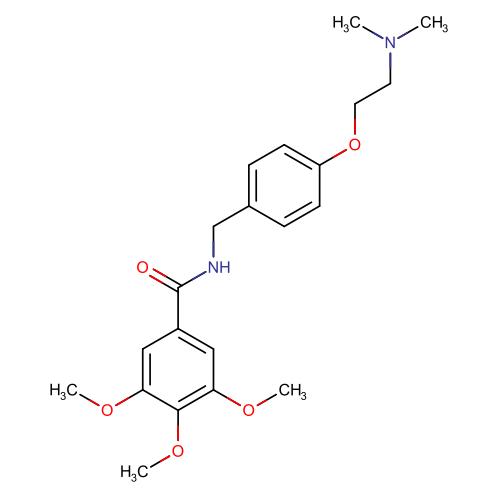 H₃C CH₃
N
O
O NH
H₃C O O CH₃
O
H₃C